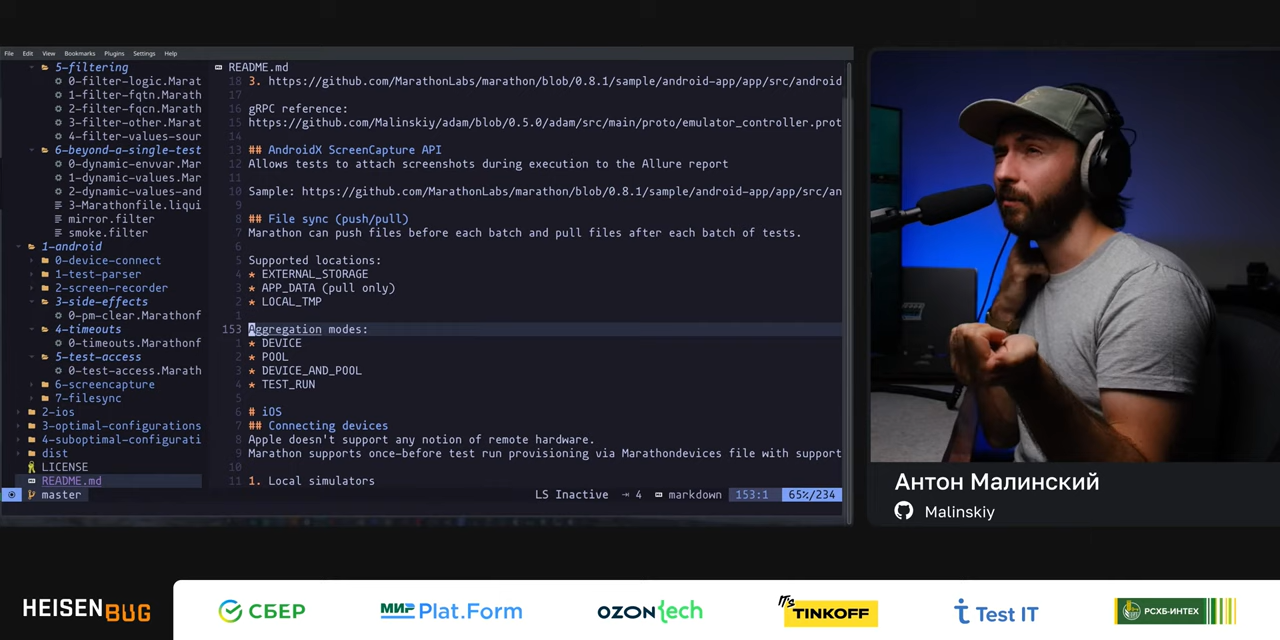 File Edit View Bookmarks Plugins Settings Help
5-filtering
0-filter-logic.Marat
1-filter-fqtn.Marath
2-filter-fqcn.Marath
3-filter-other.Marat
4-filter-values-sour
6-beyond-a-single-test
0-dynamic-envvar.Mar
1-dynamic-values.Mar
2-dynamic-values-and
3-Marathonfile.liqui
mirror.filter
smoke.filter
1-android
0-device-connect
1-test-parser
2-screen-recorder
3-side-effects
0-pm-clear.Marathonf
4-timeouts
0-timeouts.Marathonf
5-test-access
0-test-access.Marath
6-screencapture
7-filesync
2-ios
3-optimal-configurations
4-suboptimal-configurati
dist
LICENSE
README.md
master
README.md
18 3. https://github.com/MarathonLabs/marathon/blob/0.8.1/sample/android-app/app/src/android
17
16 gRPC reference:
15 https://github.com/Malinskiy/adam/blob/0.5.0/adam/src/main/proto/emulator_controller.prot
14
13 ## AndroidX ScreenCapture API
12 Allows tests to attach screenshots during execution to the Allure report
11
10 Sample: https://github.com/MarathonLabs/marathon/blob/0.8.1/sample/android-app/app/src/an
9
8 ## File sync (push/pull)
7 Marathon can push files before each batch and pull files after each batch of tests.
6
5 Supported locations:
4 * EXTERNAL_STORAGE
3 * APP_DATA (pull only)
2 * LOCAL_TMP
1
153 Aggregation modes:
1 * DEVICE
2 * POOL
3 * DEVICE_AND_POOL
4 * TEST_RUN
5
6 # iOS
7 ## Connecting devices
8 Apple doesn't support any notion of remote hardware.
9 Marathon supports once-before test run provisioning via Marathondevices file with support
10
11 1. Local simulators
LS Inactive ⇥ 4 markdown 153:1 65%/234
Антон Малинский
Malinskiy
HEISENBUG
СБЕР
МИР Plat.Form
OZON{ech
IT's TINKOFF
Test IT
РСХБ-ИНТЕХ